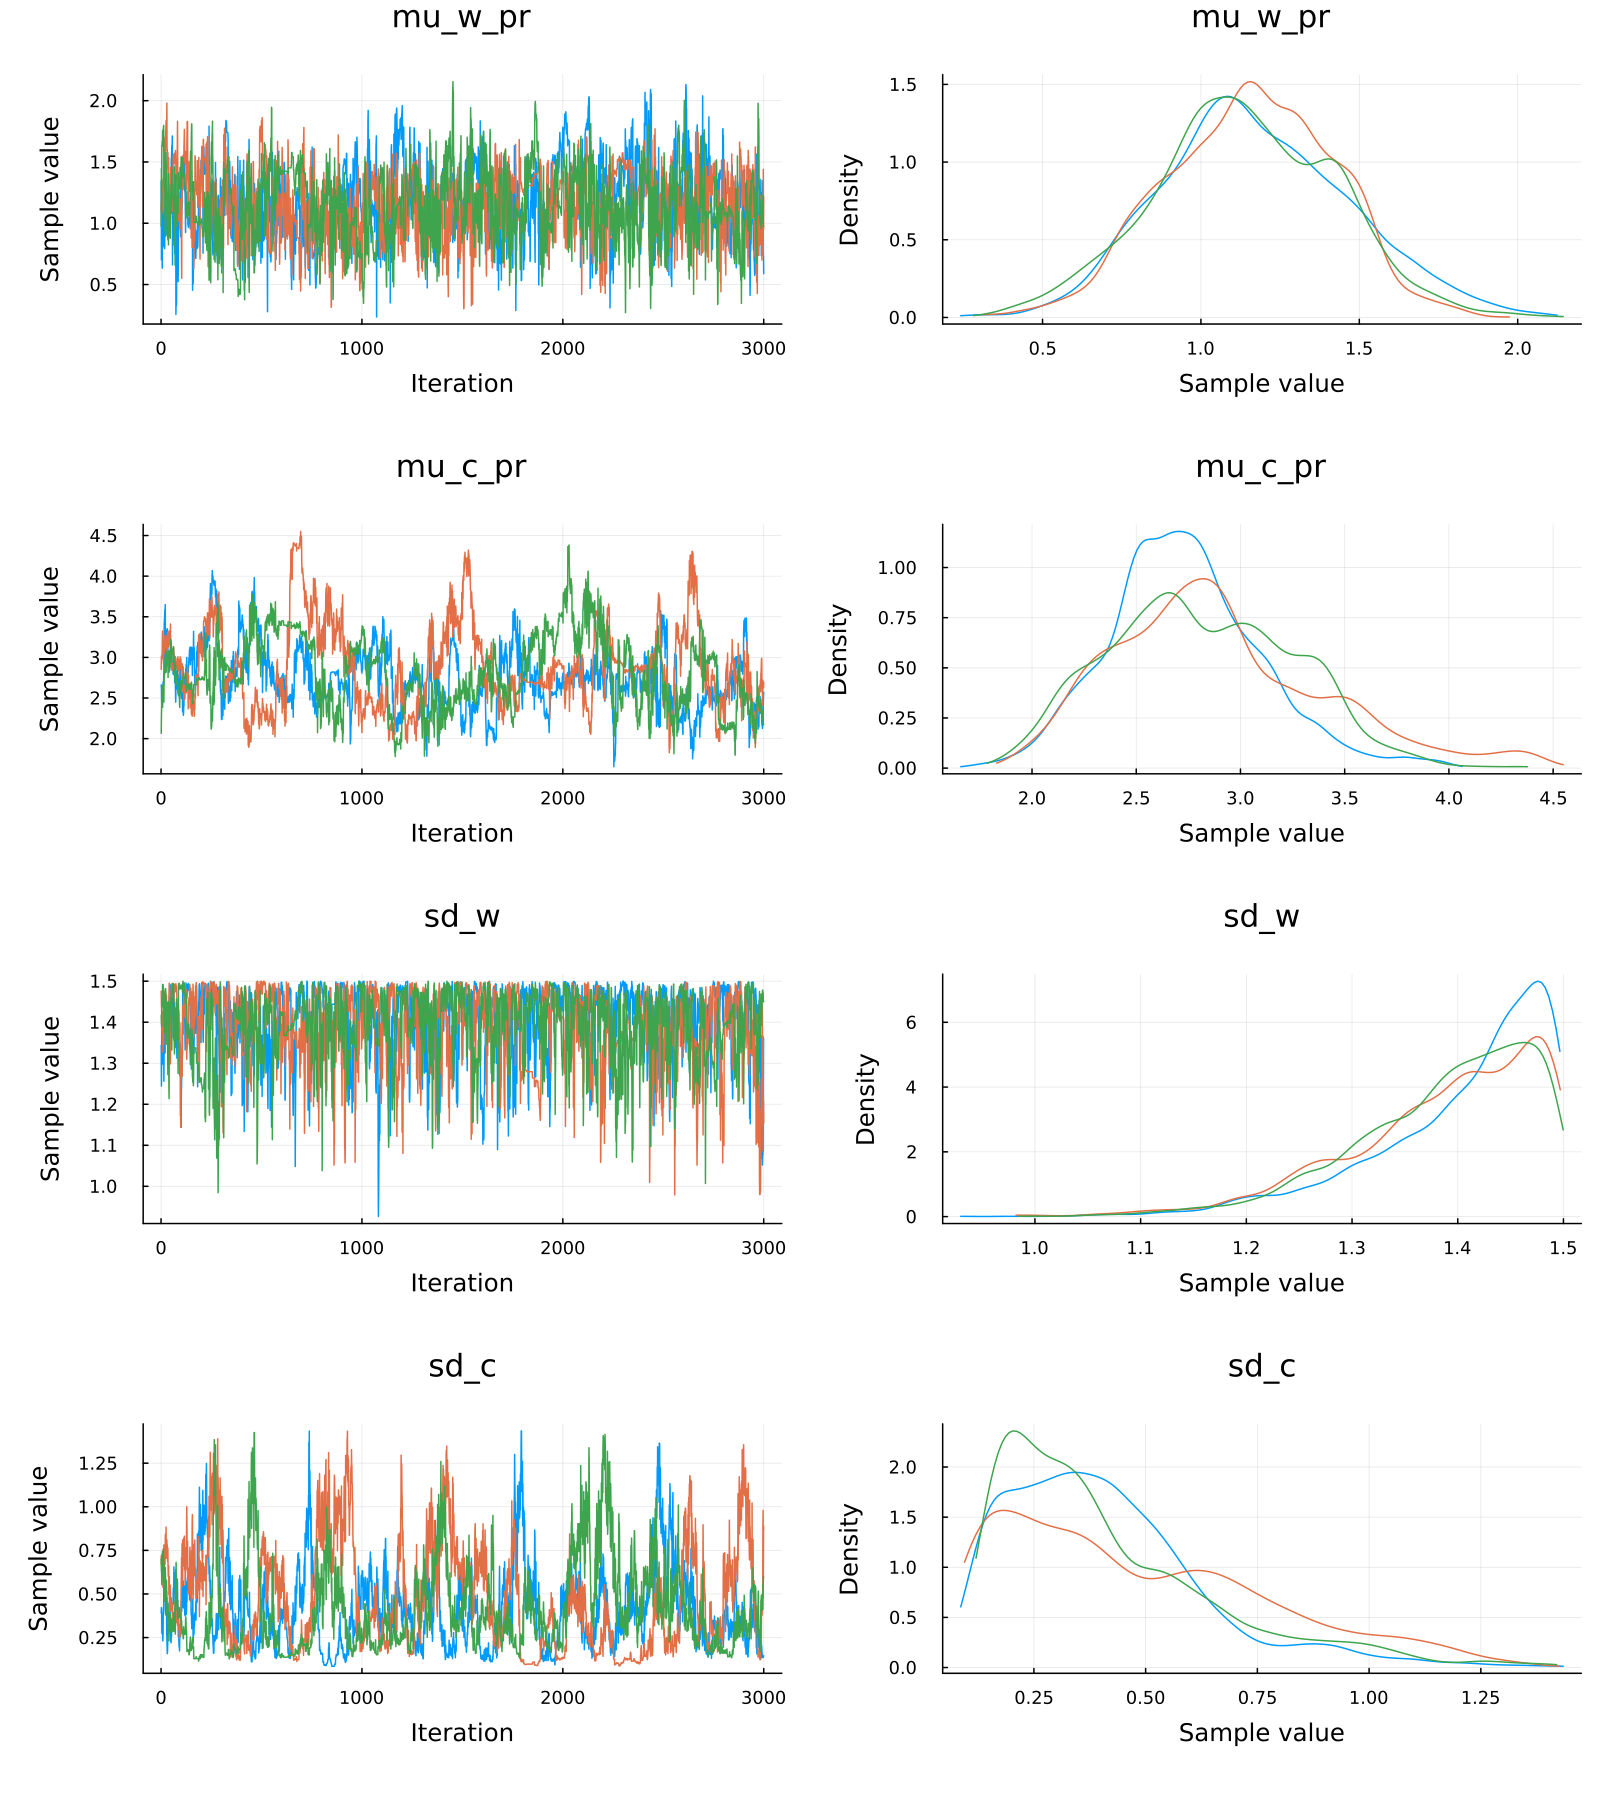 mu_w_pr
Sample value
2.0
1.5
1.0
0.5
0 1000 2000 3000
Iteration
mu_w_pr
Density
1.5
1.0
0.5
0.0
0.5 1.0 1.5 2.0
Sample value
mu_c_pr
Sample value
4.5
4.0
3.5
3.0
2.5
2.0
0 1000 2000 3000
Iteration
mu_c_pr
Density
1.00
0.75
0.50
0.25
0.00
2.0 2.5 3.0 3.5 4.0 4.5
Sample value
sd_w
Sample value
1.5
1.4
1.3
1.2
1.1
1.0
0 1000 2000 3000
Iteration
sd_w
Density
6
4
2
0
1.0 1.1 1.2 1.3 1.4 1.5
Sample value
sd_c
Sample value
1.25
1.00
0.75
0.50
0.25
0 1000 2000 3000
Iteration
sd_c
Density
2.0
1.5
1.0
0.5
0.0
0.25 0.50 0.75 1.00 1.25
Sample value